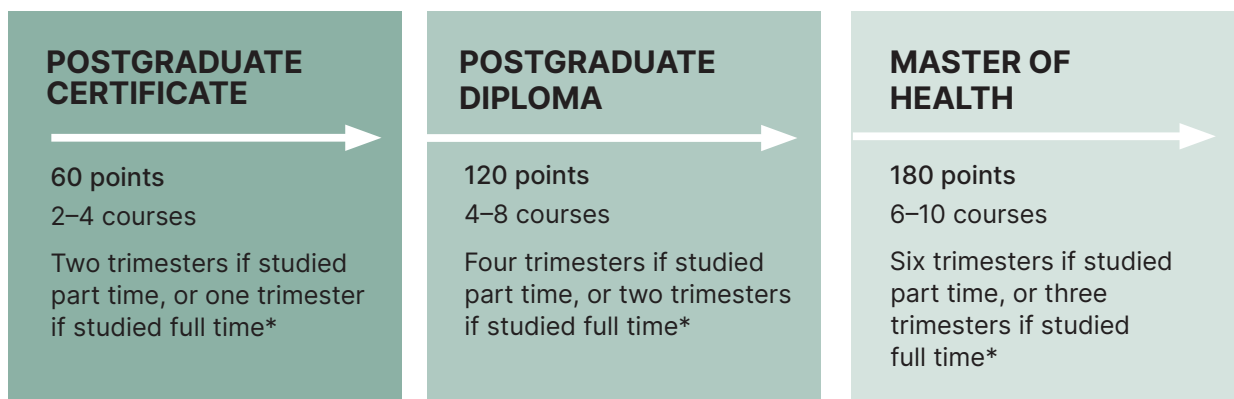 POSTGRADUATE
CERTIFICATE
60 points
2–4 courses
Two trimesters if studied
part time, or one trimester
if studied full time*
POSTGRADUATE
DIPLOMA
120 points
4–8 courses
Four trimesters if studied
part time, or two trimesters
if studied full time*
MASTER OF
HEALTH
180 points
6–10 courses
Six trimesters if studied
part time, or three
trimesters if studied
full time*